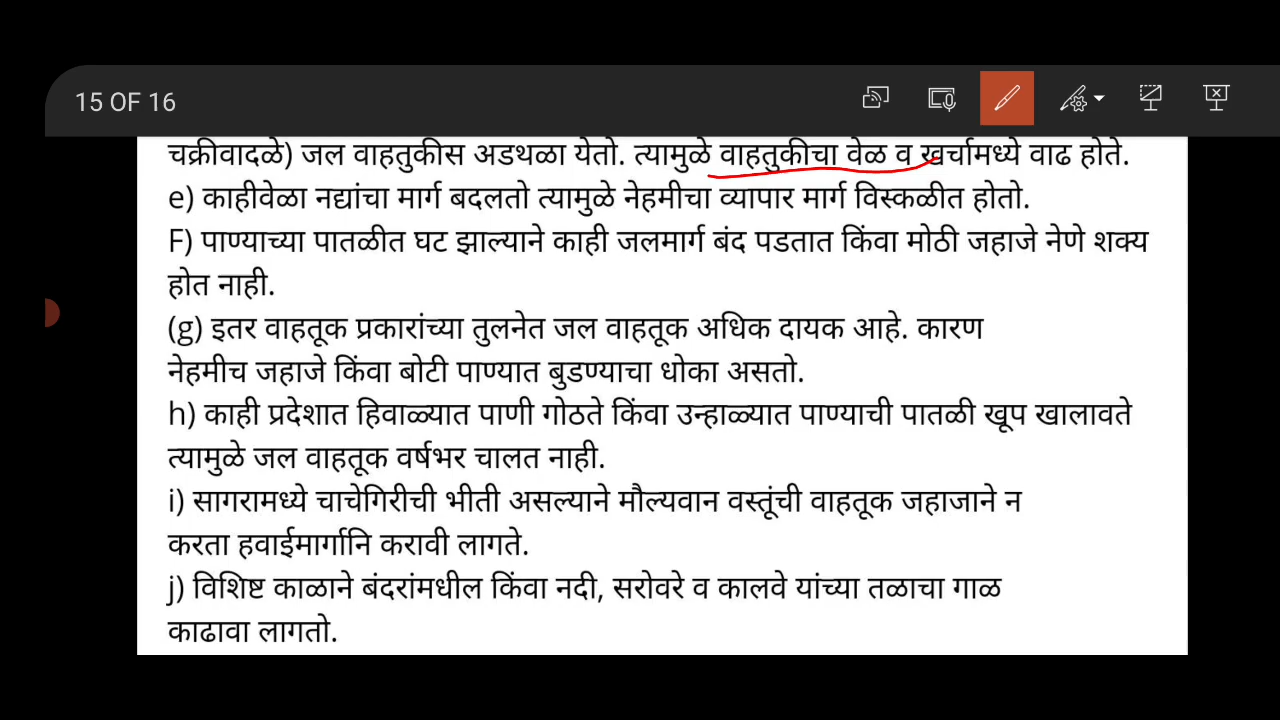 15 OF 16
चक्रीवादळे) जल वाहतुकीस अडथळा येतो. त्यामुळे वाहतुकीचा वेळ व खर्चामध्ये वाढ होते.
e) काहीवेळा नद्यांचा मार्ग बदलतो त्यामुळे नेहमीचा व्यापार मार्ग विस्कळीत होतो.
F) पाण्याच्या पातळीत घट झाल्याने काही जलमार्ग बंद पडतात किंवा मोठी जहाजे नेणे शक्य
होत नाही.
(g) इतर वाहतूक प्रकारांच्या तुलनेत जल वाहतूक अधिक दायक आहे. कारण
नेहमीच जहाजे किंवा बोटी पाण्यात बुडण्याचा धोका असतो.
h) काही प्रदेशात हिवाळ्यात पाणी गोठते किंवा उन्हाळ्यात पाण्याची पातळी खूप खालावते
त्यामुळे जल वाहतूक वर्षभर चालत नाही.
i) सागरामध्ये चाचेगिरीची भीती असल्याने मौल्यवान वस्तूंची वाहतूक जहाजाने न
करता हवाईमार्गानि करावी लागते.
j) विशिष्ट काळाने बंदरांमधील किंवा नदी, सरोवरे व कालवे यांच्या तळाचा गाळ
काढावा लागतो.